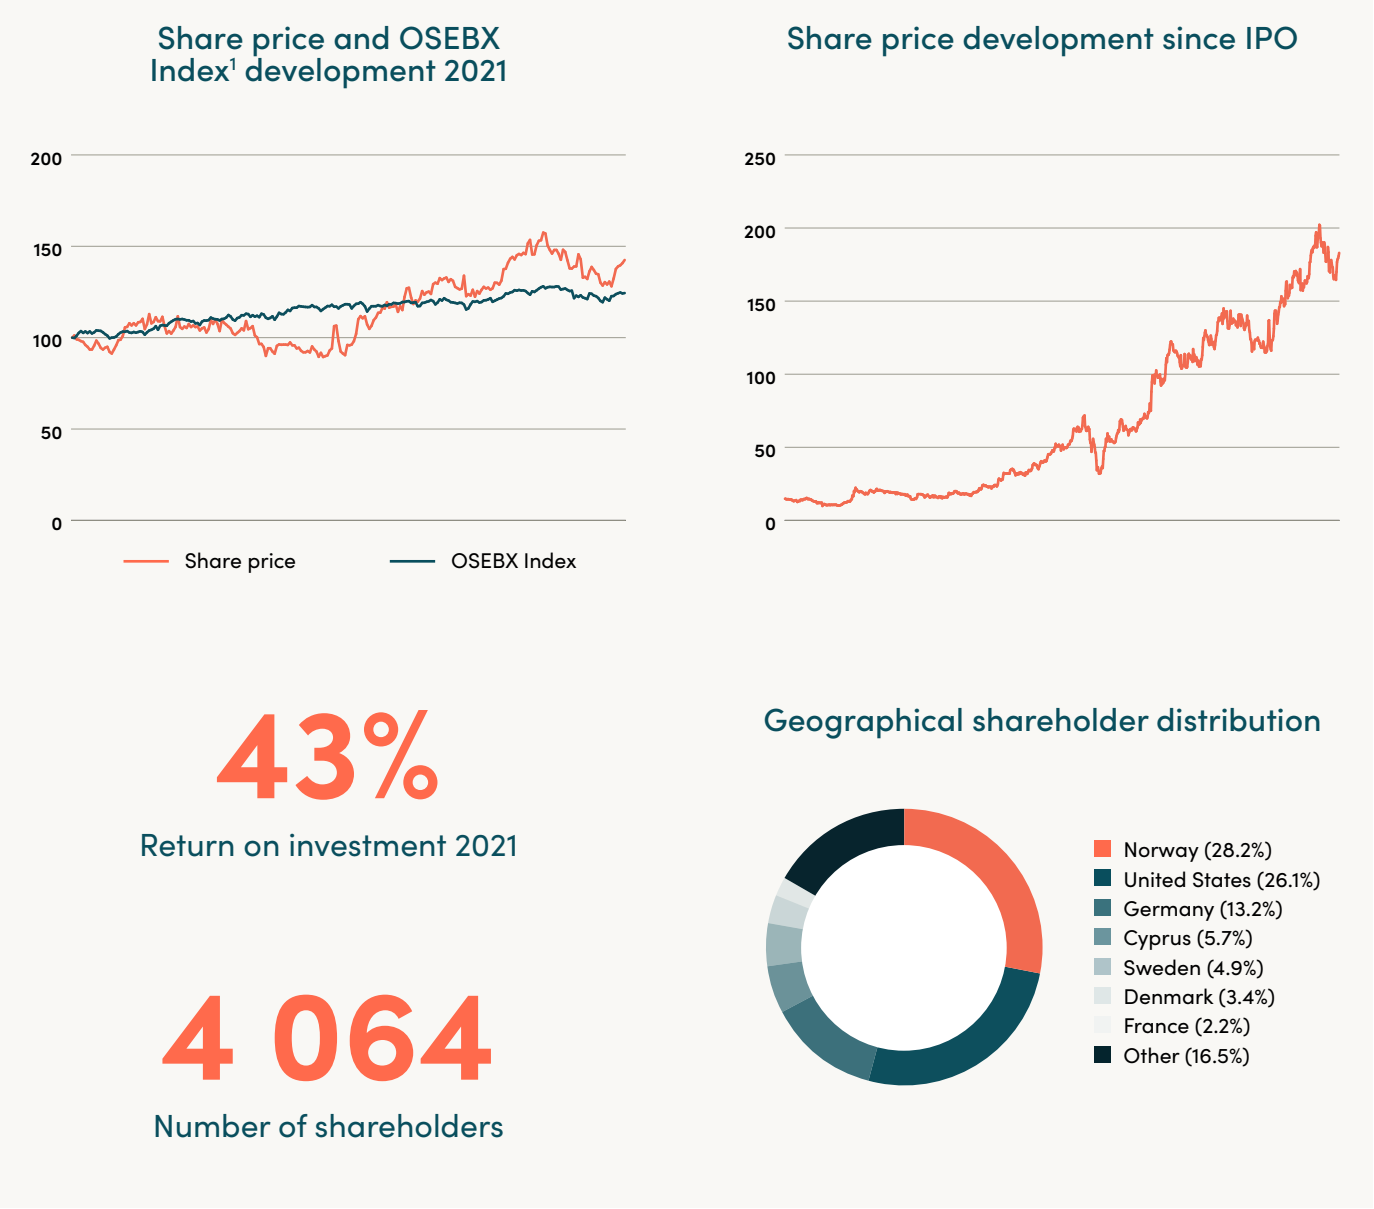 Share price and OSEBX
Index¹ development 2021
200
150
100
50
0
Share price
OSEBX Index
Share price development since IPO
250
200
150
100
50
0
43%
Return on investment 2021
4 064
Number of shareholders
Geographical shareholder distribution
Norway (28.2%)
United States (26.1%)
Germany (13.2%)
Cyprus (5.7%)
Sweden (4.9%)
Denmark (3.4%)
France (2.2%)
Other (16.5%)